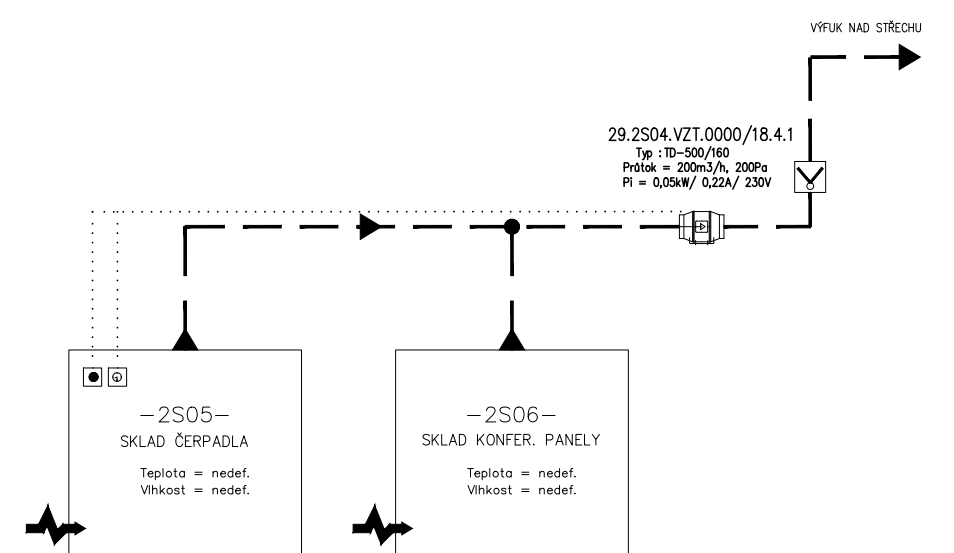 VÝFUK NAD STŘECHU
29.2S04.VZT.0000/18.4.1
Typ :TD-500/160
Průtok = 200m3/h, 200Pa
Pi = 0,05kW/ 0,22A/ 230V
-2S05-
SKLAD ČERPADLA
Teplota = nedef.
Vlhkost = nedef.
-2S06-
SKLAD KONFER. PANELY
Teplota = nedef.
Vlhkost = nedef.